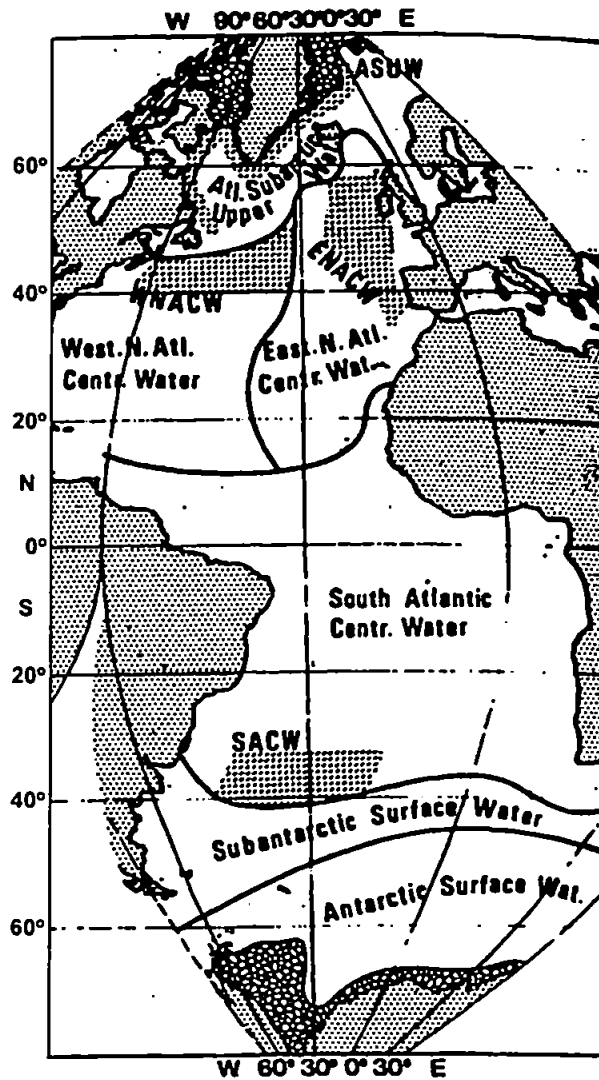 W 90° 60° 30° 0° 30° E
ASUW
60°
Atl. Subarct.
Upper
Wat.
40°
WNACW
ENACW
West. N. Atl.
Centr. Water
East. N. Atl.
Centr. Wat.
20°
N
0°
S
South Atlantic
Centr. Water
20°
SACW
40°
Subantarctic Surface Water
Antarctic Surface Wat.
60°
W 60° 30° 0° 30° E